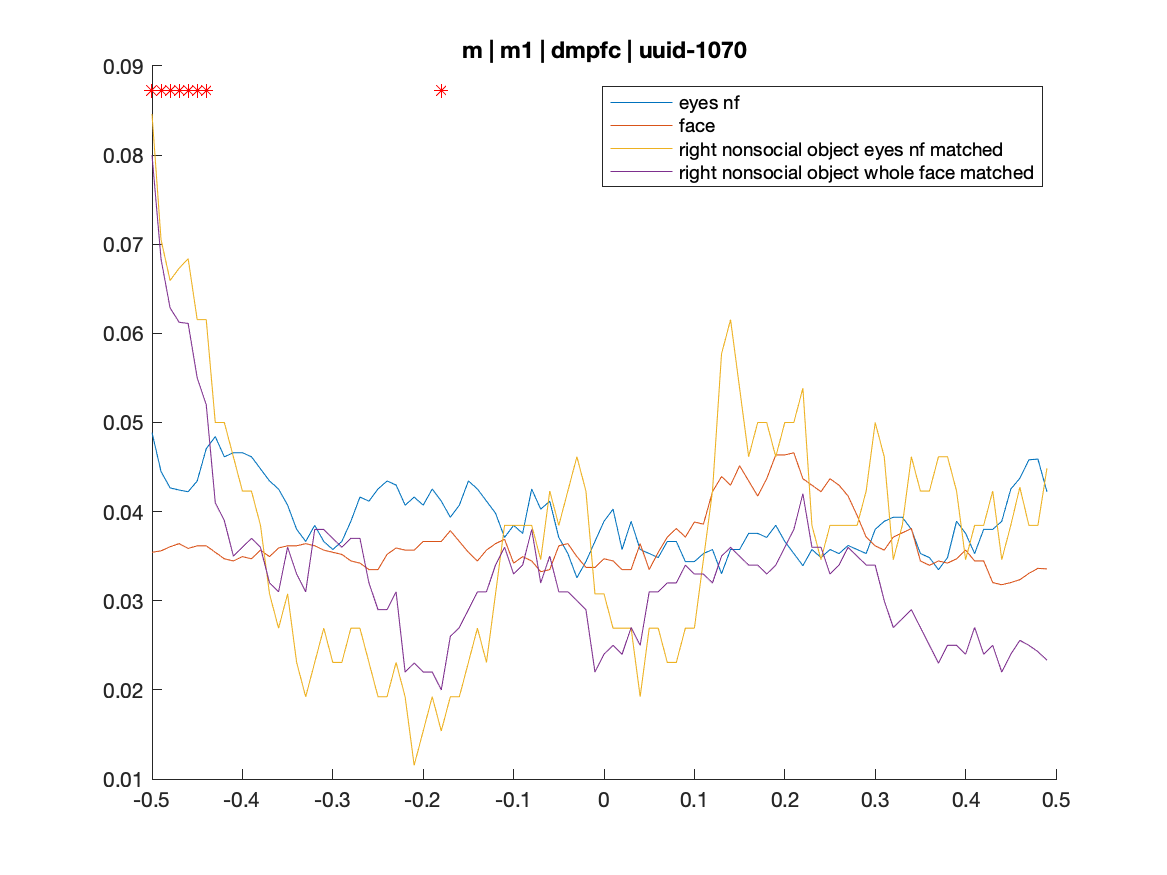 m | m1 | dmpfc | uuid-1070
0.09
eyes nf
face
right nonsocial object eyes nf matched
right nonsocial object whole face matched
0.08
0.07
0.06
0.05
0.04
0.03
0.02
0.01
-0.5 -0.4 -0.3 -0.2 -0.1 0 0.1 0.2 0.3 0.4 0.5